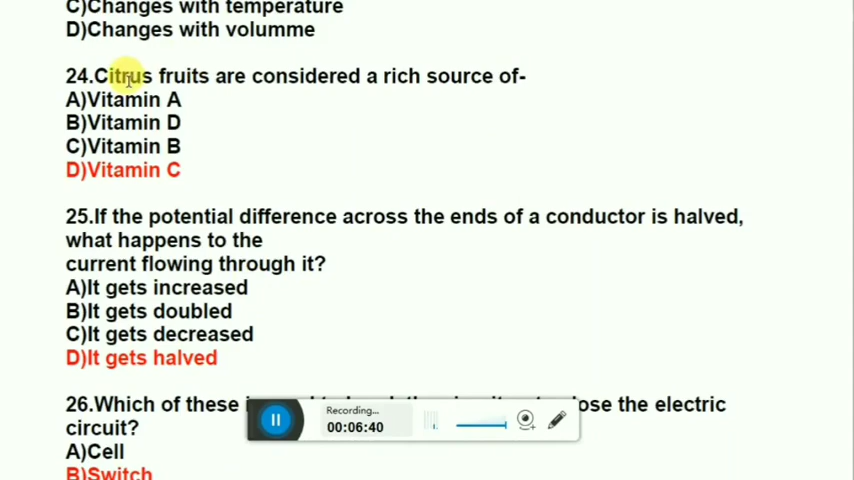 C)Changes with temperature
D)Changes with volumme
24.Citrus fruits are considered a rich source of-
A)Vitamin A
B)Vitamin D
C)Vitamin B
D)Vitamin C
25.If the potential difference across the ends of a conductor is halved,
what happens to the
current flowing through it?
A)It gets increased
B)It gets doubled
C)It gets decreased
D)It gets halved
26.Which of these the electric
circuit?
A)Cell
B)Switch
Recording...
00:06:40